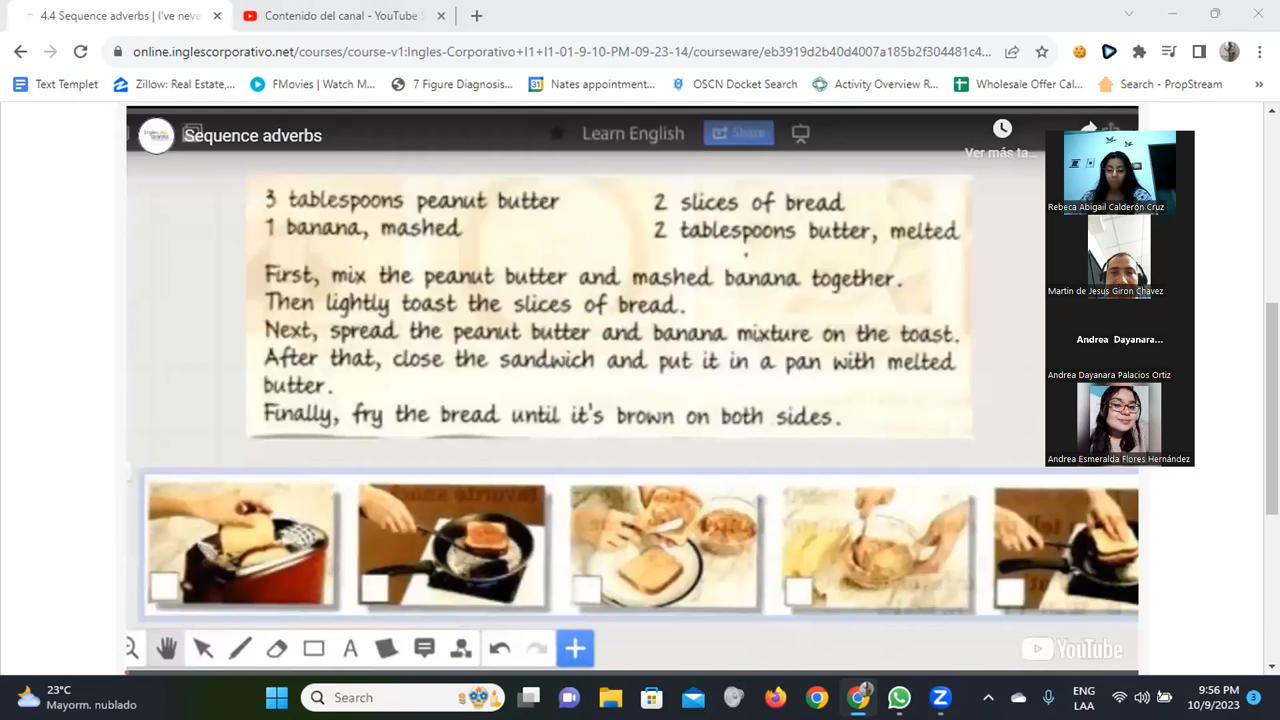 4.4 Sequence adverbs | I've neve
Contenido del canal - YouTube S
online.inglescorporativo.net/courses/course-v1:Ingles-Corporativo+I1+I1-01-9-10-PM-09-23-14/courseware/eb3919d2b40d4007a185b2f304481c4...
Text Templet
Zillow: Real Estate,...
FMovies | Watch M...
7 Figure Diagnosis...
Nates appointment...
OSCN Docket Search
Activity Overview R...
Wholesale Offer Cal...
Search - PropStream
Sequence adverbs
Learn English
Share
Ver más ta...
3 tablespoons peanut butter
2 slices of bread
1 banana, mashed
2 tablespoons butter, melted
First, mix the peanut butter and mashed banana together.
Then lightly toast the slices of bread.
Next, spread the peanut butter and banana mixture on the toast.
After that, close the sandwich and put it in a pan with melted
butter.
Finally, fry the bread until it's brown on both sides.
Rebeca Abigail Calderón Cruz
Martin de Jesus Giron Chavez
Andrea Dayanara...
Andrea Dayanara Palacios Ortiz
Andrea Esmeralda Flores Hernández
YouTube
23°C
Mayorm. nublado
Search
ENG
LAA
9:56 PM
10/9/2023
3